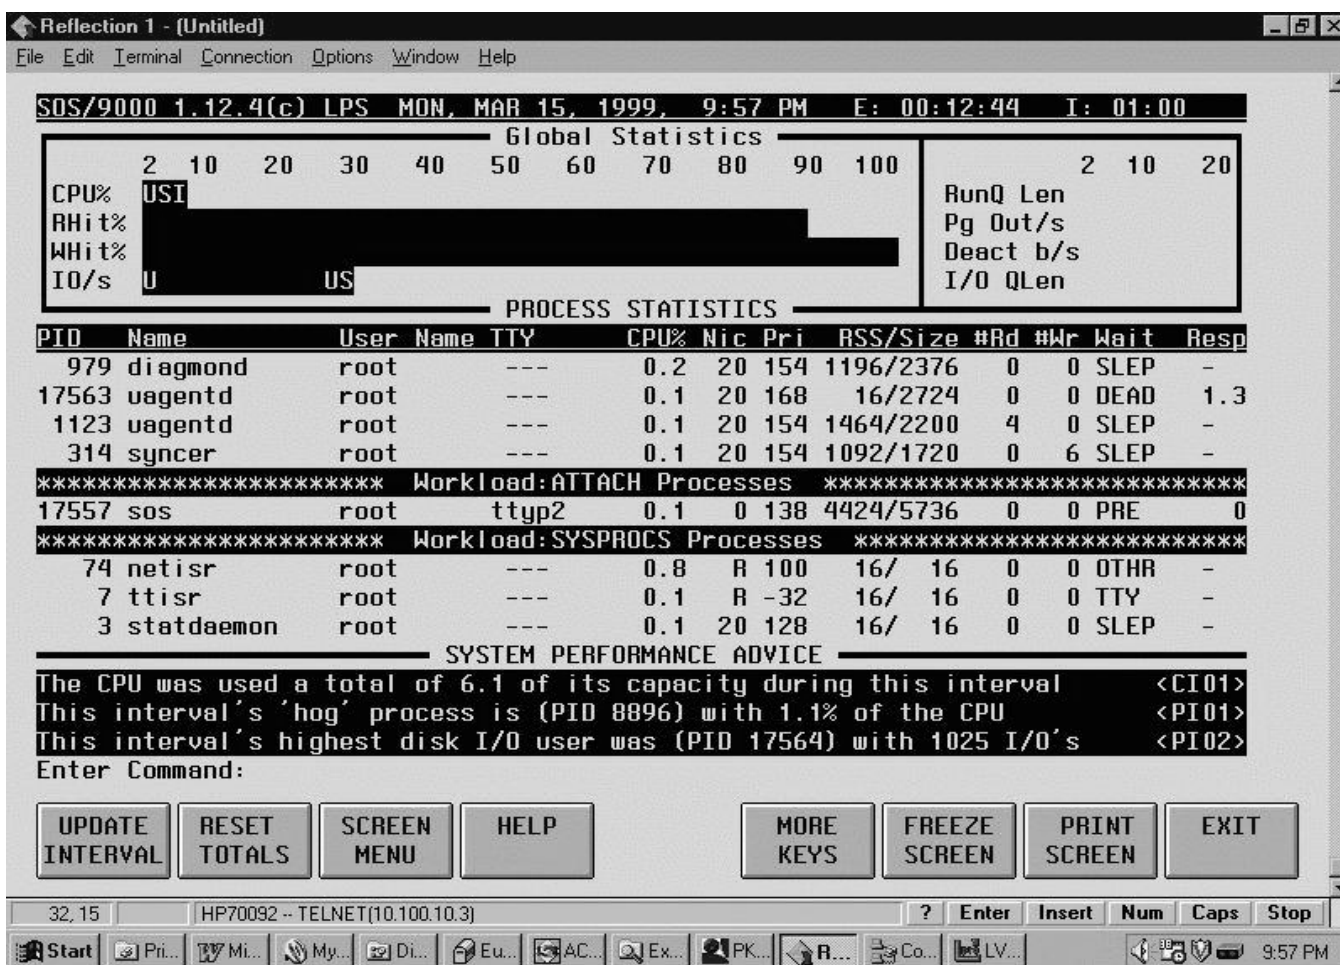 Reflection 1 - (Untitled)
File Edit Terminal Connection Options Window Help
SOS/9000 1.12.4(c) LPS MON, MAR 15, 1999, 9:57 PM E: 00:12:44 I: 01:00
Global Statistics
2 10 20 30 40 50 60 70 80 90 100 2 10 20
CPU% USI RunQ Len
RHit% Pg Out/s
WHit% Deact b/s
IO/s U US I/O QLen
PROCESS STATISTICS
PID Name User Name TTY CPU% Nic Pri RSS/Size #Rd #Wr Wait Resp
979 diagmond root --- 0.2 20 154 1196/2376 0 0 SLEP -
17563 uagentd root --- 0.1 20 168 16/2724 0 0 DEAD 1.3
1123 uagentd root --- 0.1 20 154 1464/2200 4 0 SLEP -
314 syncer root --- 0.1 20 154 1092/1720 0 6 SLEP -
************************ Workload:ATTACH Processes *****************************
17557 sos root ttyp2 0.1 0 138 4424/5736 0 0 PRE 0
************************ Workload:SYSPROCS Processes ***************************
74 netisr root --- 0.8 R 100 16/ 16 0 0 OTHR -
7 ttisr root --- 0.1 R -32 16/ 16 0 0 TTY -
3 statdaemon root --- 0.1 20 128 16/ 16 0 0 SLEP -
SYSTEM PERFORMANCE ADVICE
The CPU was used a total of 6.1 of its capacity during this interval <CI01>
This interval's 'hog' process is (PID 8896) with 1.1% of the CPU <PI01>
This interval's highest disk I/O user was (PID 17564) with 1025 I/O's <PI02>
Enter Command:
UPDATE INTERVAL
RESET TOTALS
SCREEN MENU
HELP
MORE KEYS
FREEZE SCREEN
PRINT SCREEN
EXIT
32, 15 HP70092 -- TELNET(10.100.10.3) ? Enter Insert Num Caps Stop
Start Pri... Mi... My... Di... Eu... AC... Ex... PK... R... Co... LV... 9:57 PM